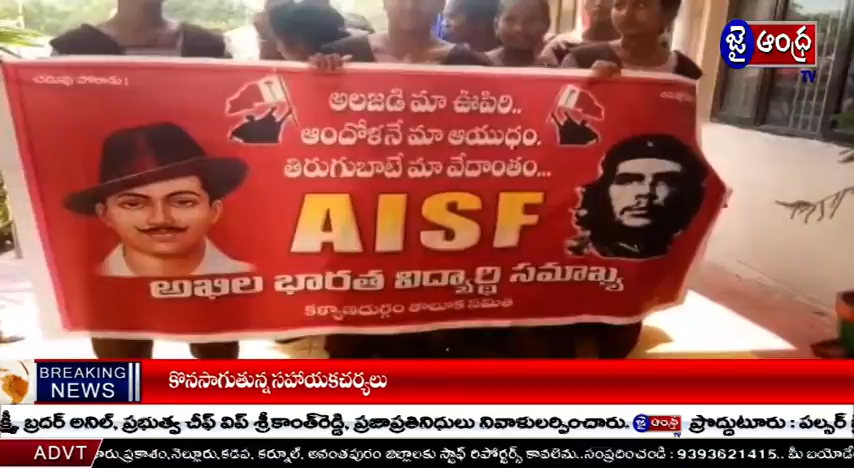 జై ఆంధ్ర TV
చదువు పోరాడు!
అలజడి మా ఊపిరి..
ఆందోళనే మా ఆయుధం.
తిరుగుబాటే మా వేదాంతం...
AISF
అఖిల భారత విద్యార్థి సమాఖ్య
కళ్యాణదుర్గం తాలూక సమితి
BREAKING NEWS
కొనసాగుతున్న సహాయకచర్యలు
బ్రదర్ అనిల్, ప్రభుత్వ చీఫ్ విప్ శ్రీకాంత్‌రెడ్డి, ప్రజాప్రతినిధులు నివాళులర్పించారు. జై ఆంధ్ర TV ప్రొద్దుటూరు : పల్సర్
ADVT ప్రకాశం,నెల్లూరు,కడప, కర్నూల్, అనంతపురం జిల్లాలకు స్టాఫ్ రిపోర్టర్స్ కావలెను.సంప్రదించండి : 9393621415.. మీ